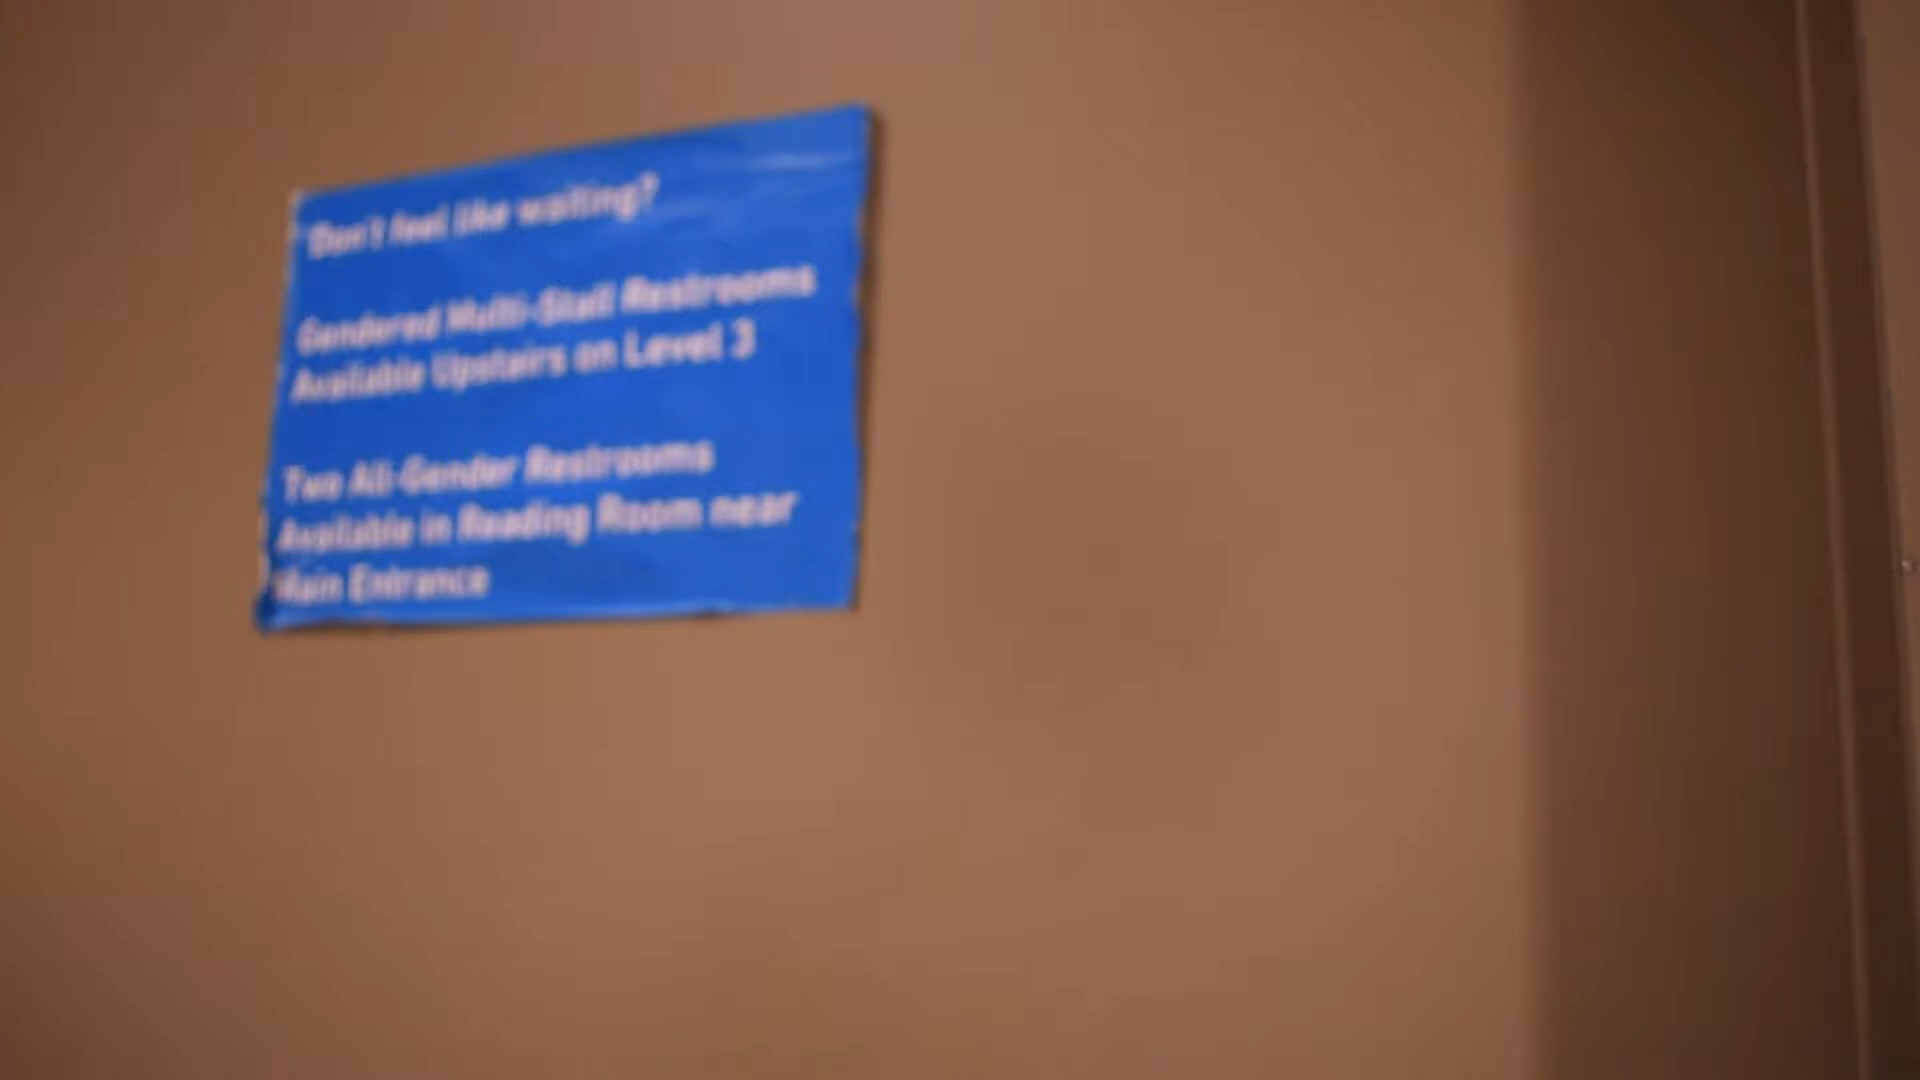 Don't feel like waiting?
Gendered Multi-Stall Restrooms
Available Upstairs on Level 3
Two All-Gender Restrooms
Available in Reading Room near
Main Entrance